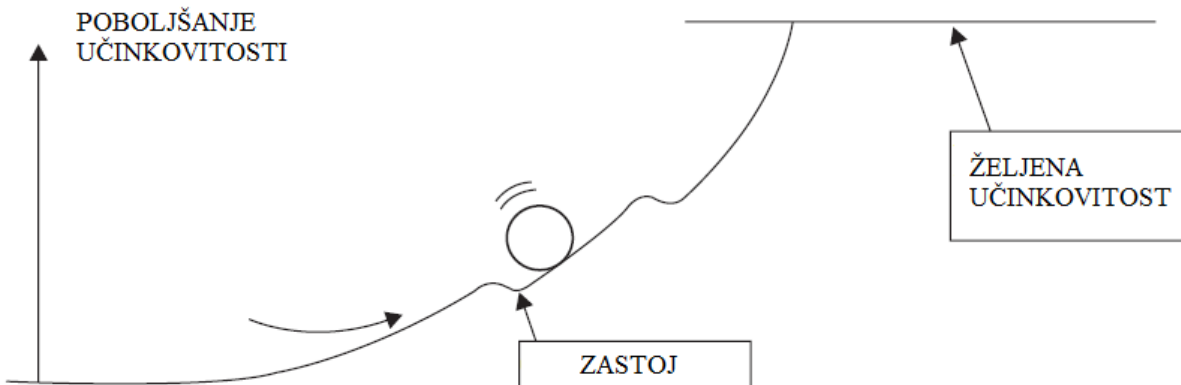 POBOLJŠANJE
UČINKOVITOSTI
ŽELJENA
UČINKOVITOST
ZASTOJ